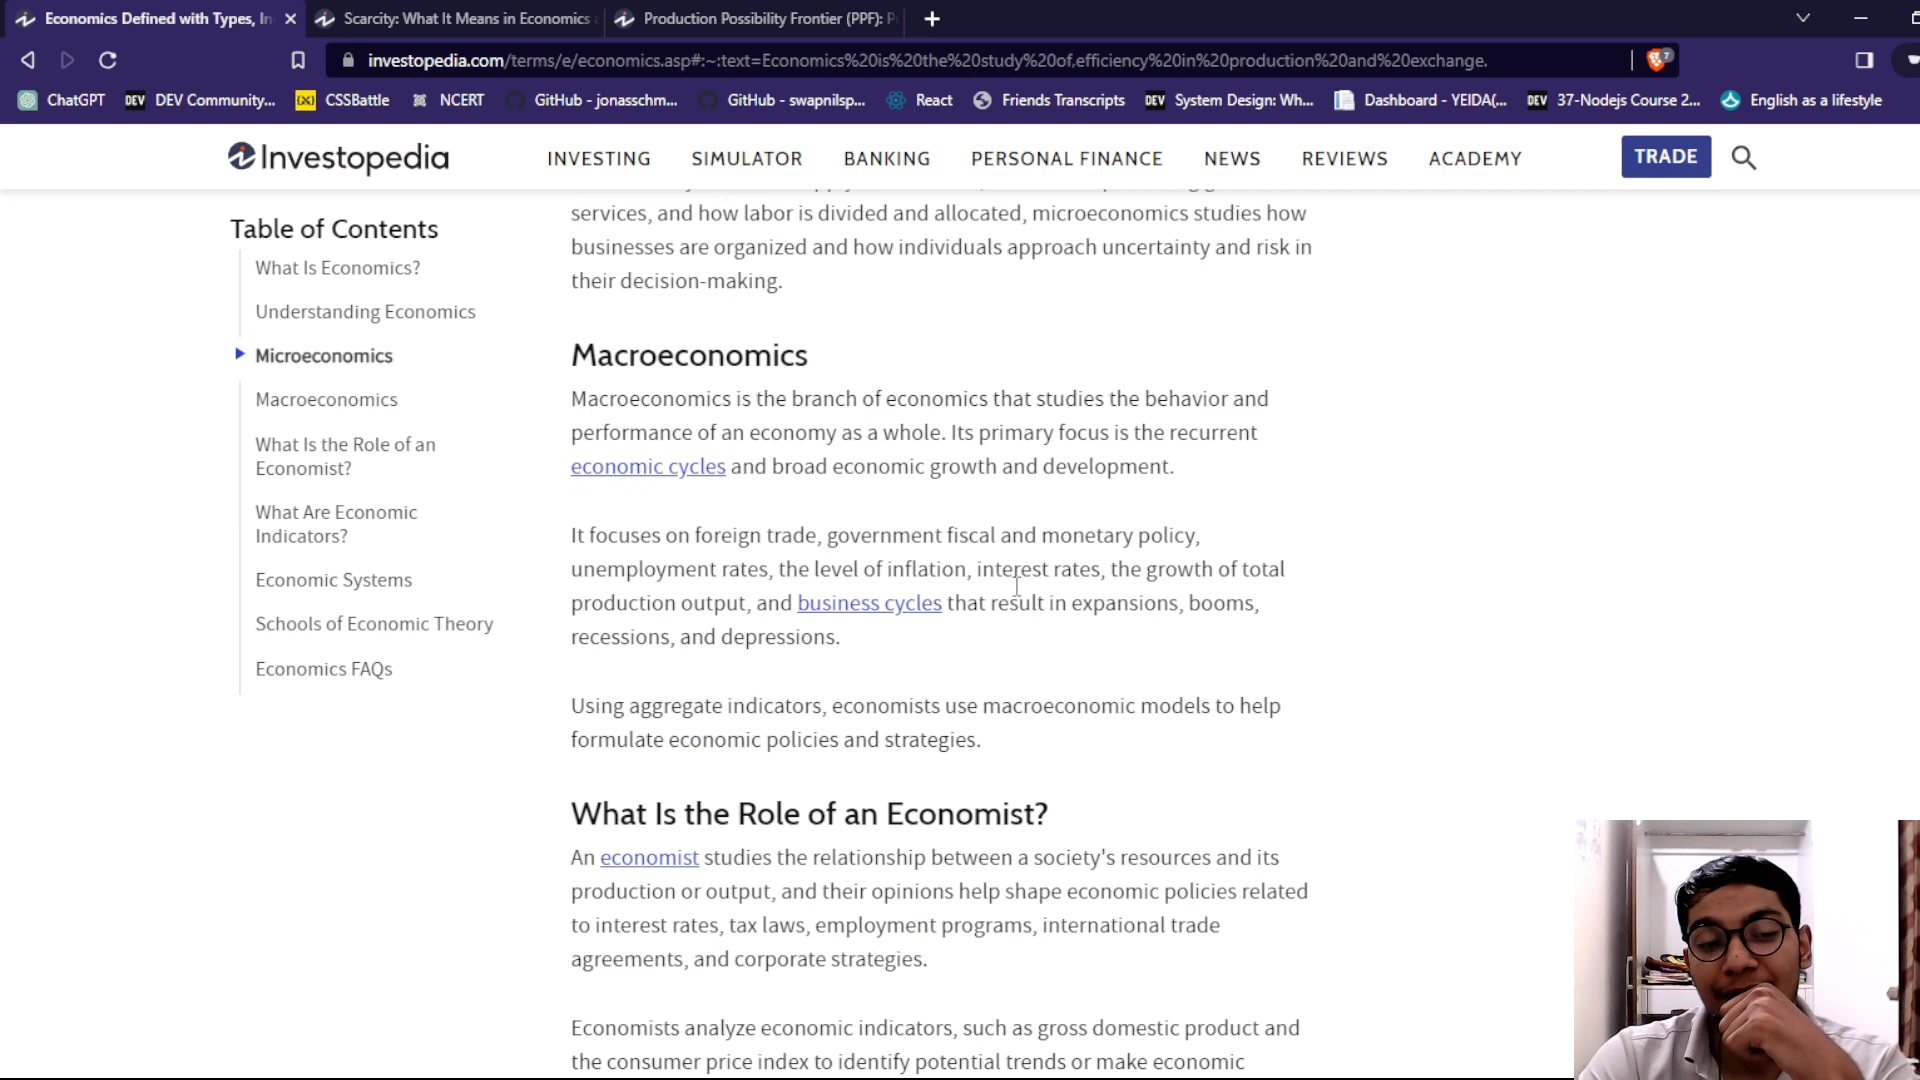 Economics Defined with Types, In
Scarcity: What It Means in Economics
Production Possibility Frontier (PPF): P
investopedia.com/terms/e/economics.asp#:~:text=Economics%20is%20the%20study%20of,efficiency%20in%20production%20and%20exchange.
7
ChatGPT
DEV DEV Community...
CSSBattle
NCERT
GitHub - jonasschm...
GitHub - swapnilsp...
React
Friends Transcripts
DEV System Design: Wh...
Dashboard - YEIDA(...
DEV 37-Nodejs Course 2...
English as a lifestyle
Investopedia
INVESTING
SIMULATOR
BANKING
PERSONAL FINANCE
NEWS
REVIEWS
ACADEMY
TRADE
Table of Contents
What Is Economics?
Understanding Economics
Microeconomics
Macroeconomics
What Is the Role of an
Economist?
What Are Economic
Indicators?
Economic Systems
Schools of Economic Theory
Economics FAQs
services, and how labor is divided and allocated, microeconomics studies how
businesses are organized and how individuals approach uncertainty and risk in
their decision-making.
Macroeconomics
Macroeconomics is the branch of economics that studies the behavior and
performance of an economy as a whole. Its primary focus is the recurrent
economic cycles and broad economic growth and development.
It focuses on foreign trade, government fiscal and monetary policy,
unemployment rates, the level of inflation, interest rates, the growth of total
production output, and business cycles that result in expansions, booms,
recessions, and depressions.
Using aggregate indicators, economists use macroeconomic models to help
formulate economic policies and strategies.
What Is the Role of an Economist?
An economist studies the relationship between a society's resources and its
production or output, and their opinions help shape economic policies related
to interest rates, tax laws, employment programs, international trade
agreements, and corporate strategies.
Economists analyze economic indicators, such as gross domestic product and
the consumer price index to identify potential trends or make economic